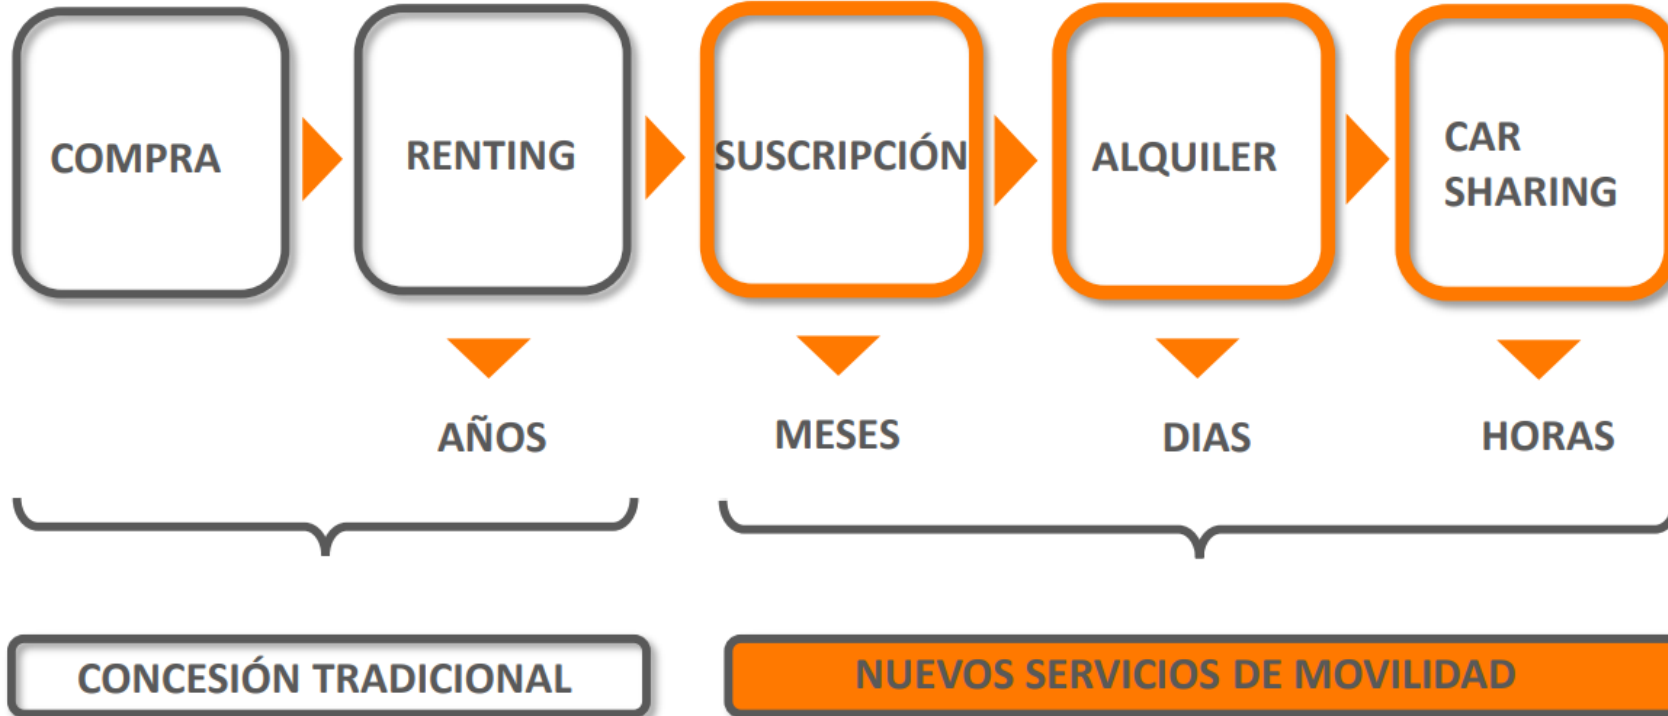 COMPRA
RENTING
SUSCRIPCIÓN
ALQUILER
CAR
SHARING
AÑOS
MESES
DIAS
HORAS
CONCESIÓN TRADICIONAL
NUEVOS SERVICIOS DE MOVILIDAD